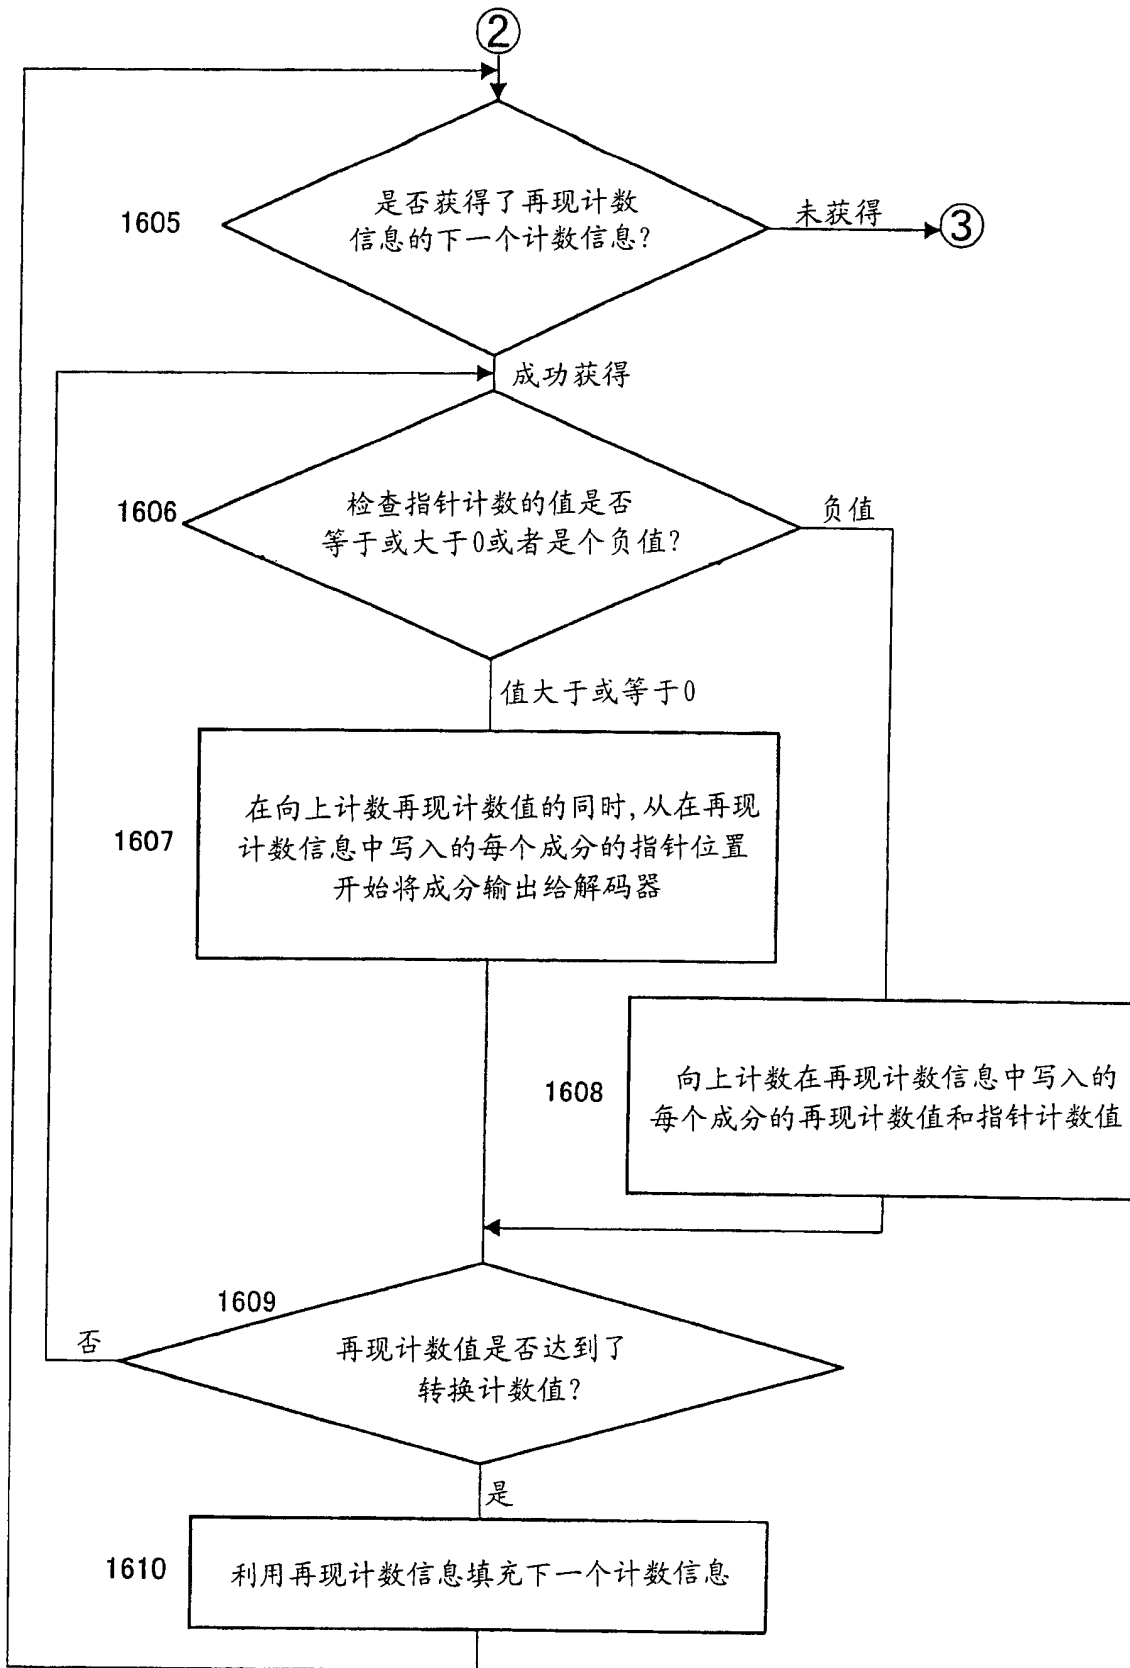 ②
1605
是否获得了再现计数
信息的下一个计数信息?
未获得
③
成功获得
1606
检查指针计数的值是否
等于或大于0或者是个负值?
负值
值大于或等于0
1607
在向上计数再现计数值的同时,从在再现
计数信息中写入的每个成分的指针位置
开始将成分输出给解码器
1608
向上计数在再现计数信息中写入的
每个成分的再现计数值和指针计数值
1609
否
再现计数值是否达到了
转换计数值?
是
1610
利用再现计数信息填充下一个计数信息